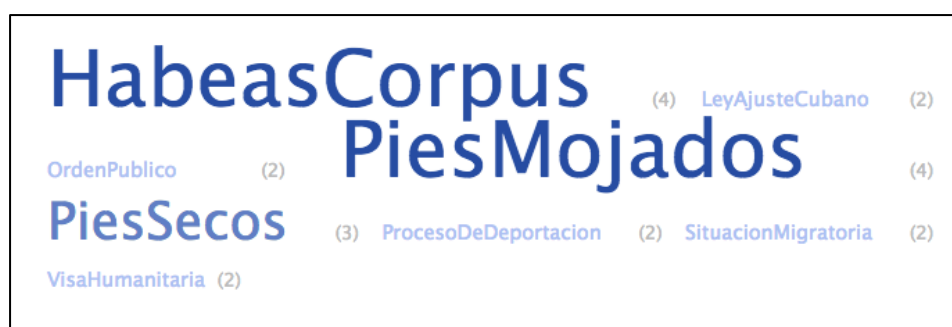 HabeasCorpus (4) LeyAjusteCubano (2)
OrdenPublico (2) PiesMojados (4)
PiesSecos (3) ProcesoDeDeportacion (2) SituacionMigratoria (2)
VisaHumanitaria (2)